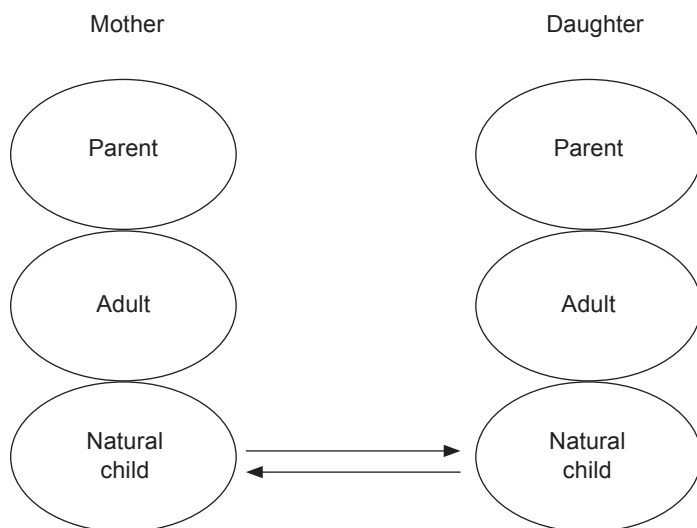 Mother
Daughter
Parent
Parent
Adult
Adult
Natural
child
Natural
child